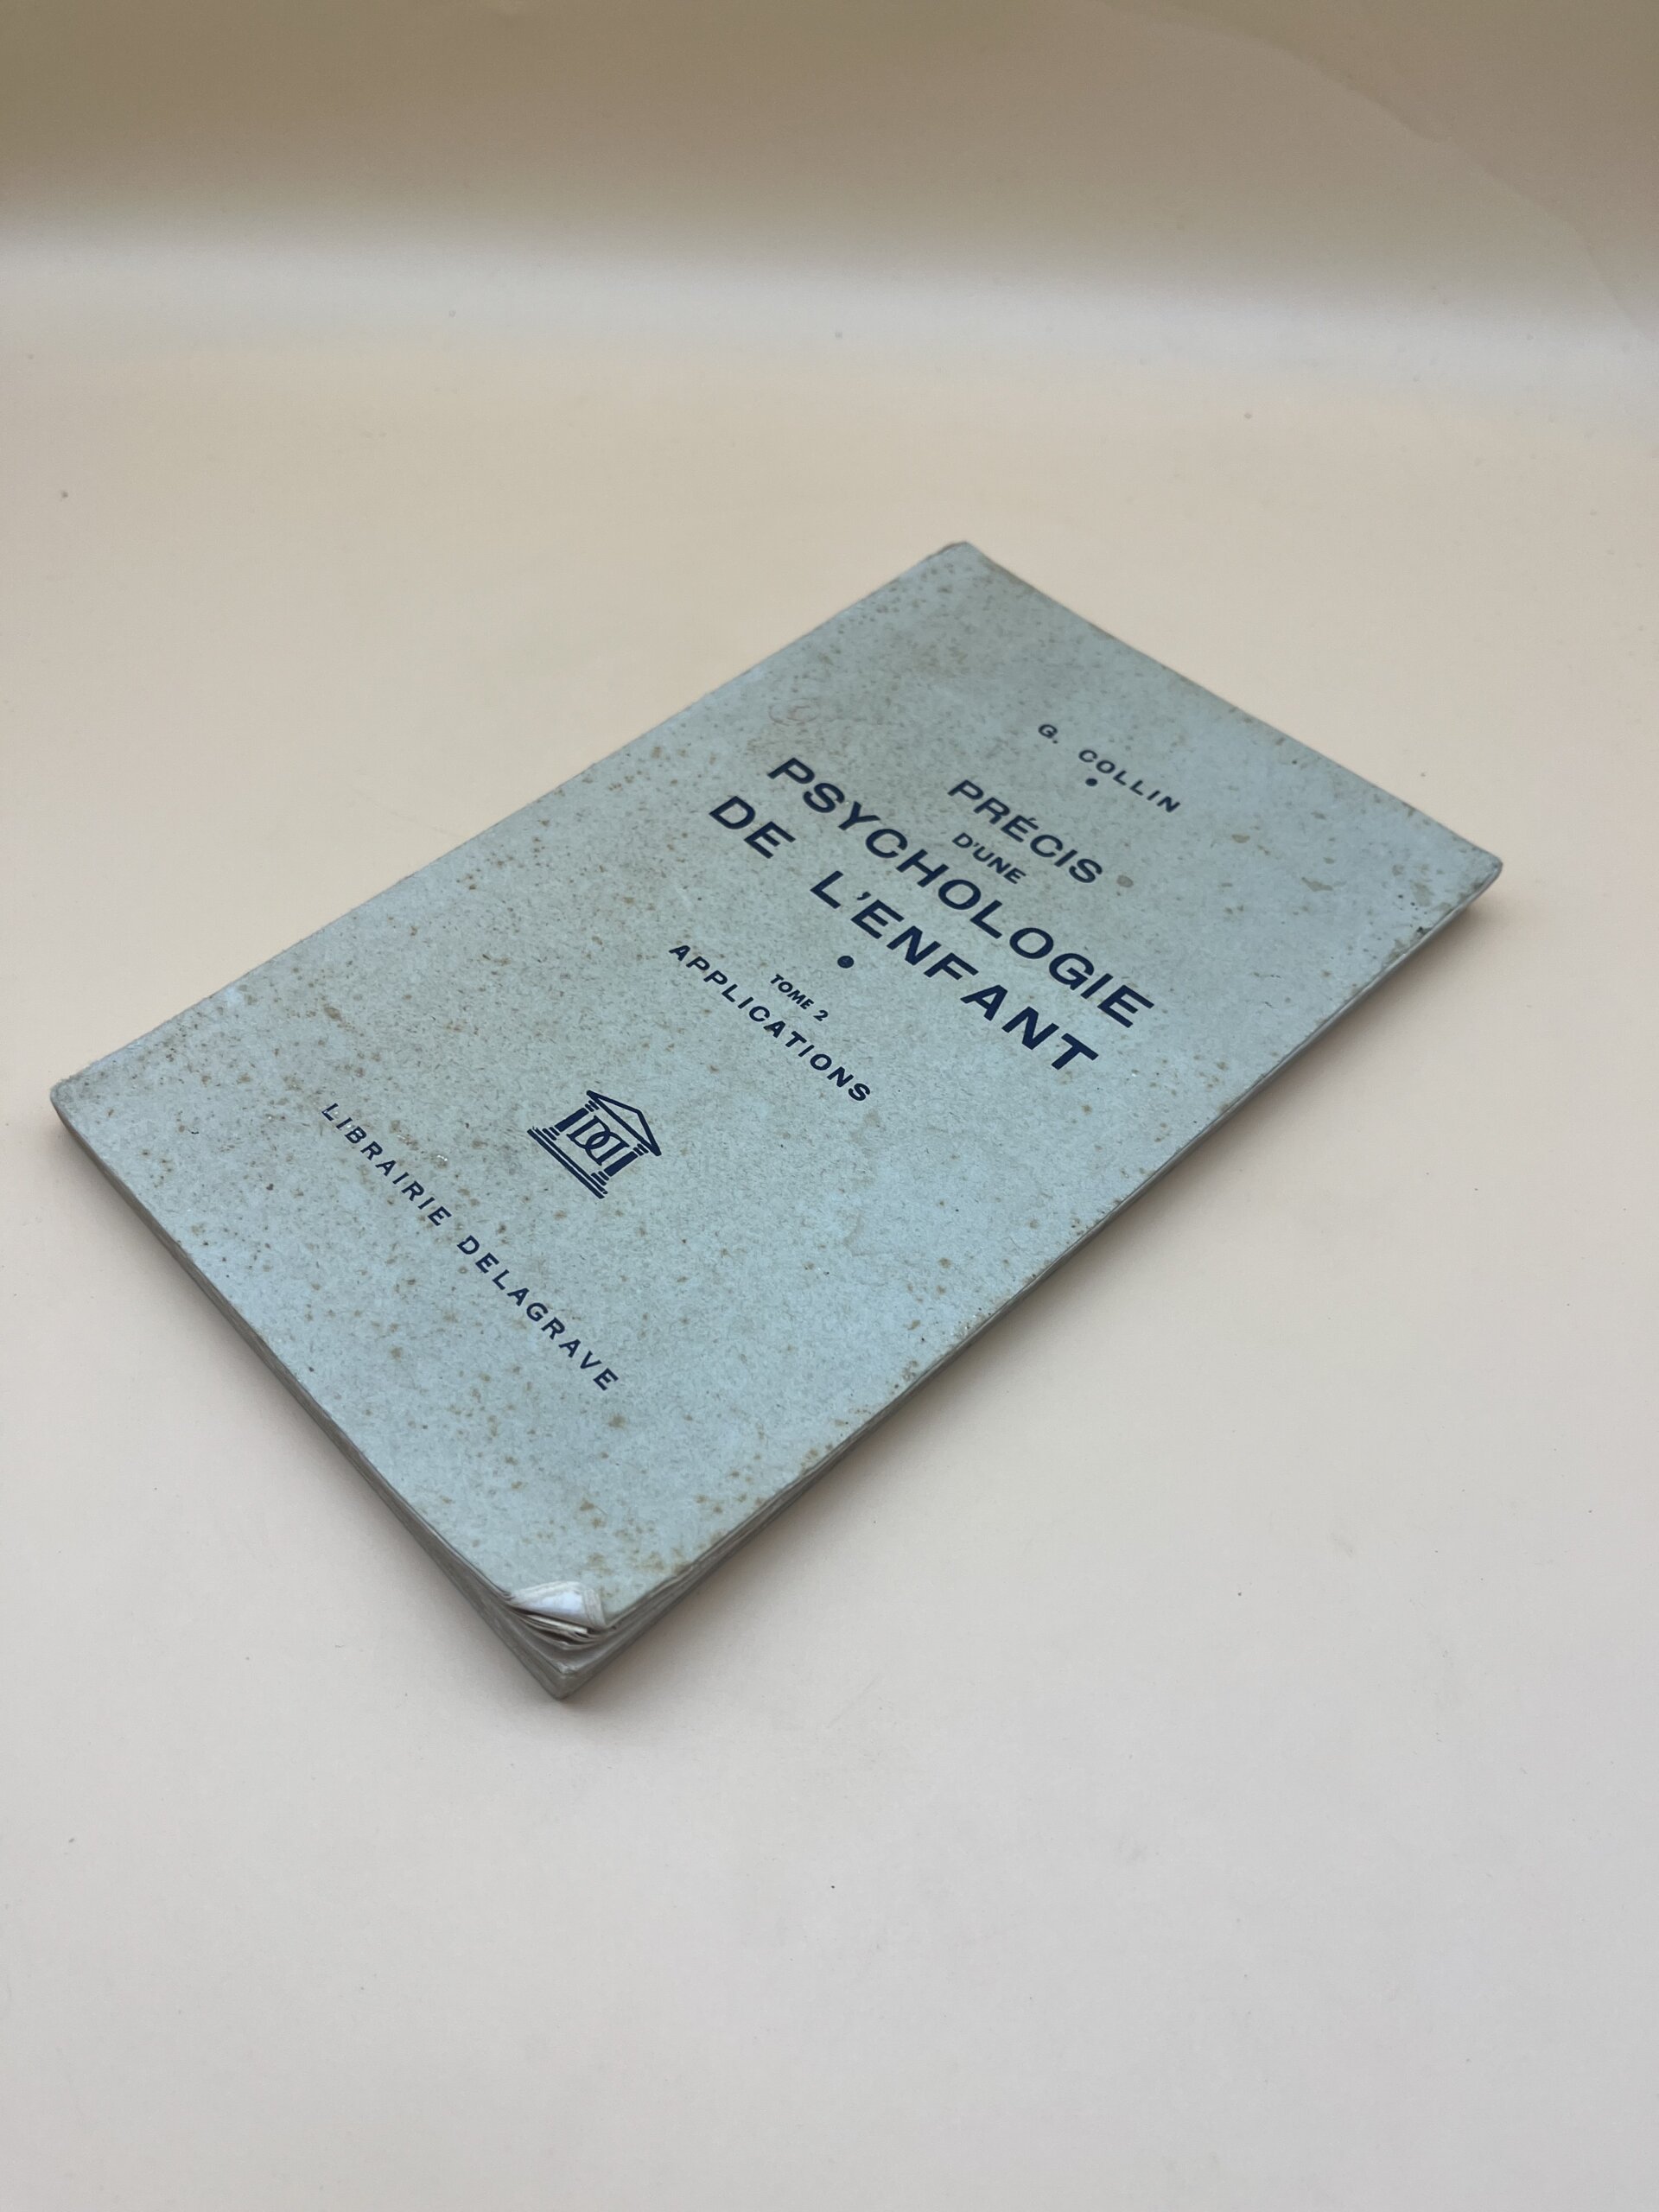 G. COLLIN
PRÉCIS
D'UNE
PSYCHOLOGIE
DE L'ENFANT
TOME 2
APPLICATIONS
LIBRAIRIE DELAGRAVE